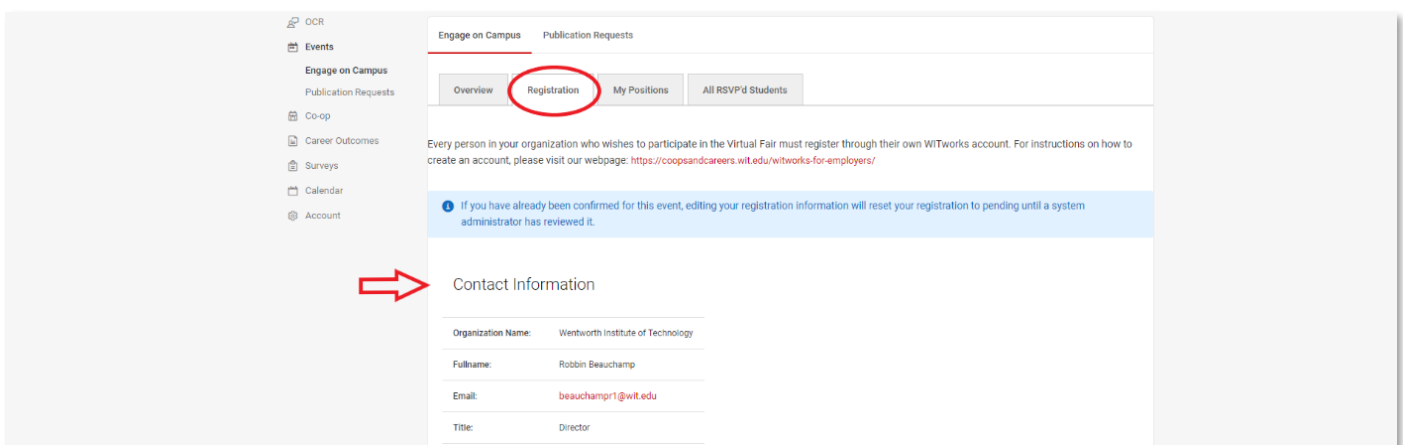 OCR
Events
Engage on Campus
Publication Requests
Co-op
Career Outcomes
Surveys
Calendar
Account
Engage on Campus Publication Requests
Overview Registration My Positions All RSVP'd Students
Every person in your organization who wishes to participate in the Virtual Fair must register through their own WITworks account. For instructions on how to
create an account, please visit our webpage: https://coopsandcareers.wit.edu/witworks-for-employers/
If you have already been confirmed for this event, editing your registration information will reset your registration to pending until a system
administrator has reviewed it.
Contact Information
Organization Name: Wentworth Institute of Technology
Fullname: Robbin Beauchamp
Email: beauchampr1@wit.edu
Title: Director